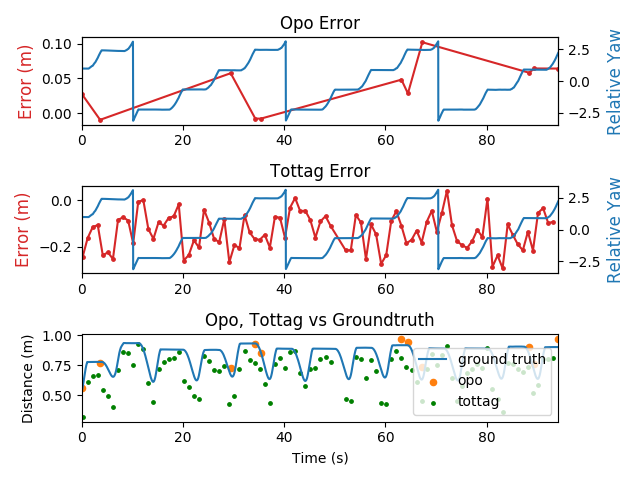 Opo Error
Error (m)
0.10
0.05
0.00
2.5
0.0
−2.5
Relative Yaw
0 20 40 60 80
Tottag Error
Error (m)
0.0
−0.2
2.5
0.0
−2.5
Relative Yaw
0 20 40 60 80
Opo, Tottag vs Groundtruth
Distance (m)
1.00
0.75
0.50
ground truth
opo
tottag
0 20 40 60 80
Time (s)